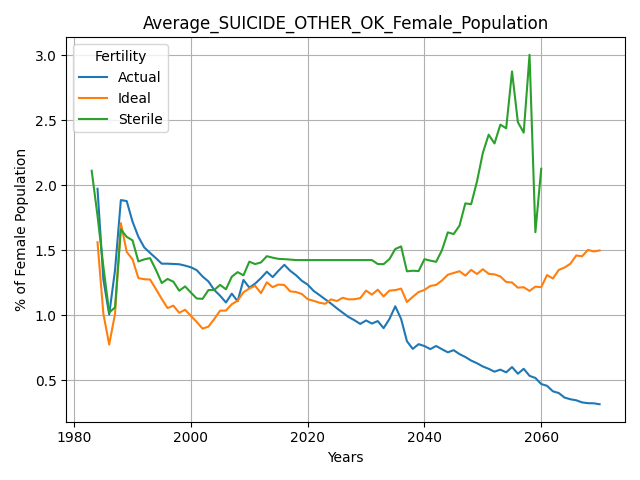 Average_SUICIDE_OTHER_OK_Female_Population
Fertility
Actual
Ideal
Sterile
% of Female Population
3.0
2.5
2.0
1.5
1.0
0.5
1980
2000
2020
2040
2060
Years